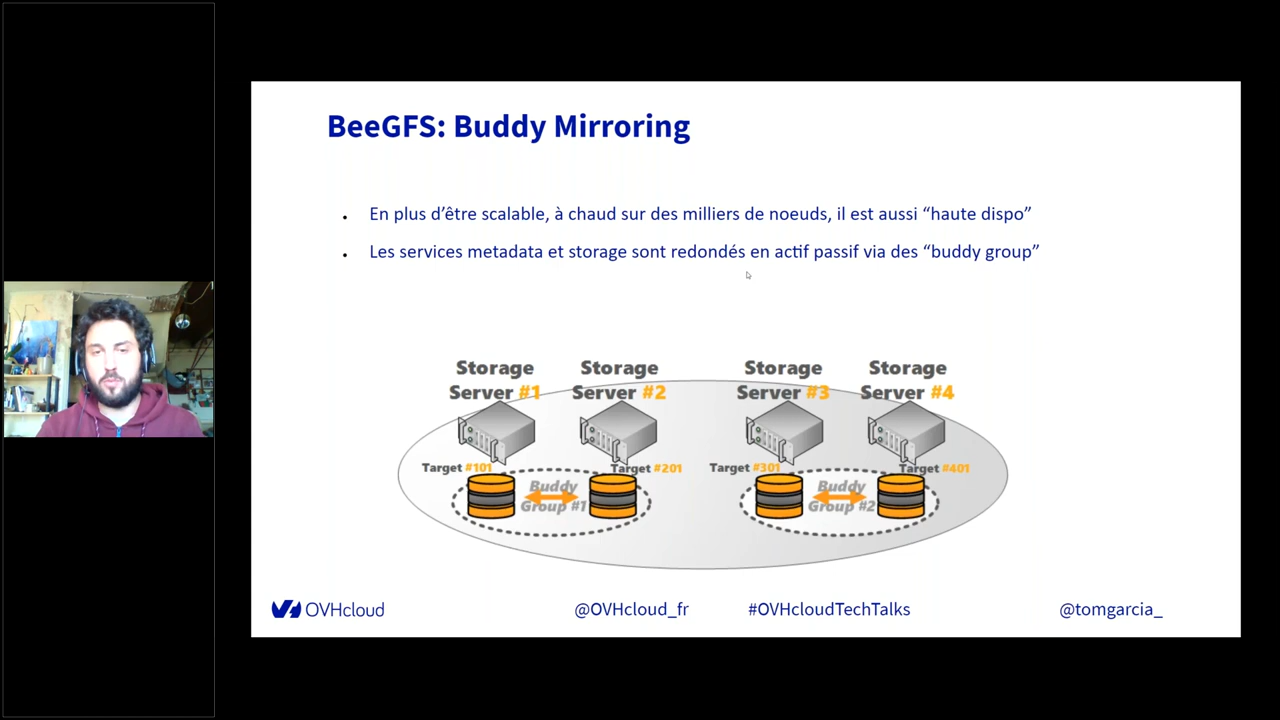 BeeGFS: Buddy Mirroring
• En plus d’être scalable, à chaud sur des milliers de noeuds, il est aussi “haute dispo”
• Les services metadata et storage sont redondés en actif passif via des “buddy group”
Storage Server #1
Storage Server #2
Storage Server #3
Storage Server #4
Target #101
Target #201
Target #301
Target #401
Buddy Group #1
Buddy Group #2
OVHcloud
@OVHcloud_fr
#OVHcloudTechTalks
@tomgarcia_